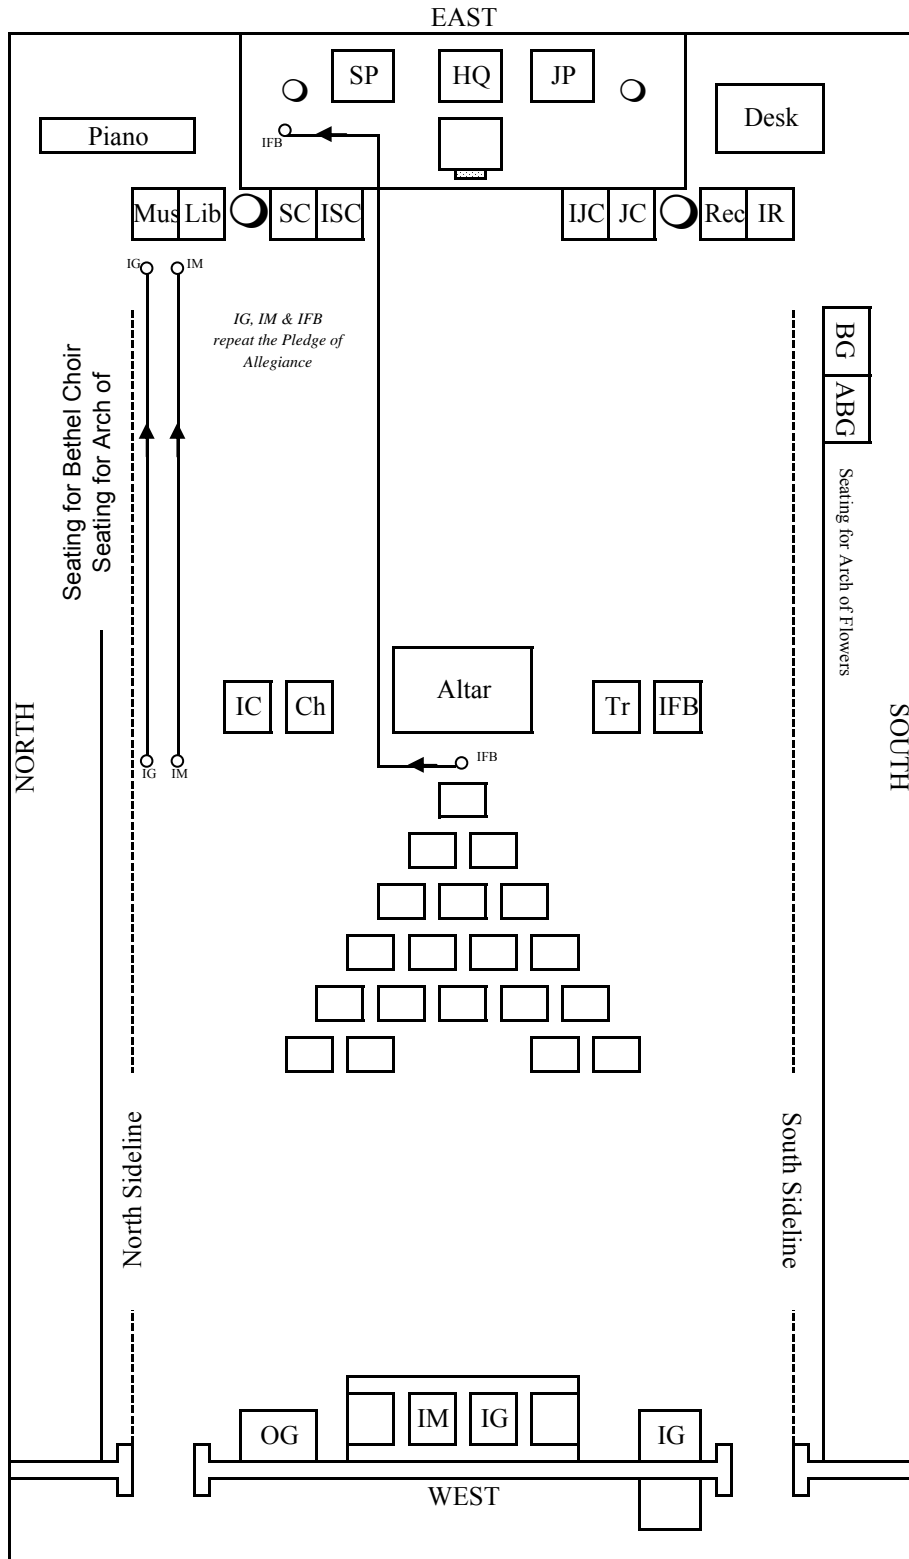 EAST
SP
HQ
JP
Piano
IFB
Desk
Mus
Lib
SC
ISC
IJC
JC
Rec
IR
IG
IM
IG, IM & IFB
repeat the Pledge of
Allegiance
BG
ABG
Seating for Bethel Choir
Seating for Arch of
Seating for Arch of Flowers
NORTH
SOUTH
IC
Ch
Altar
Tr
IFB
IG
IM
IFB
North Sideline
South Sideline
OG
IM
IG
IG
WEST